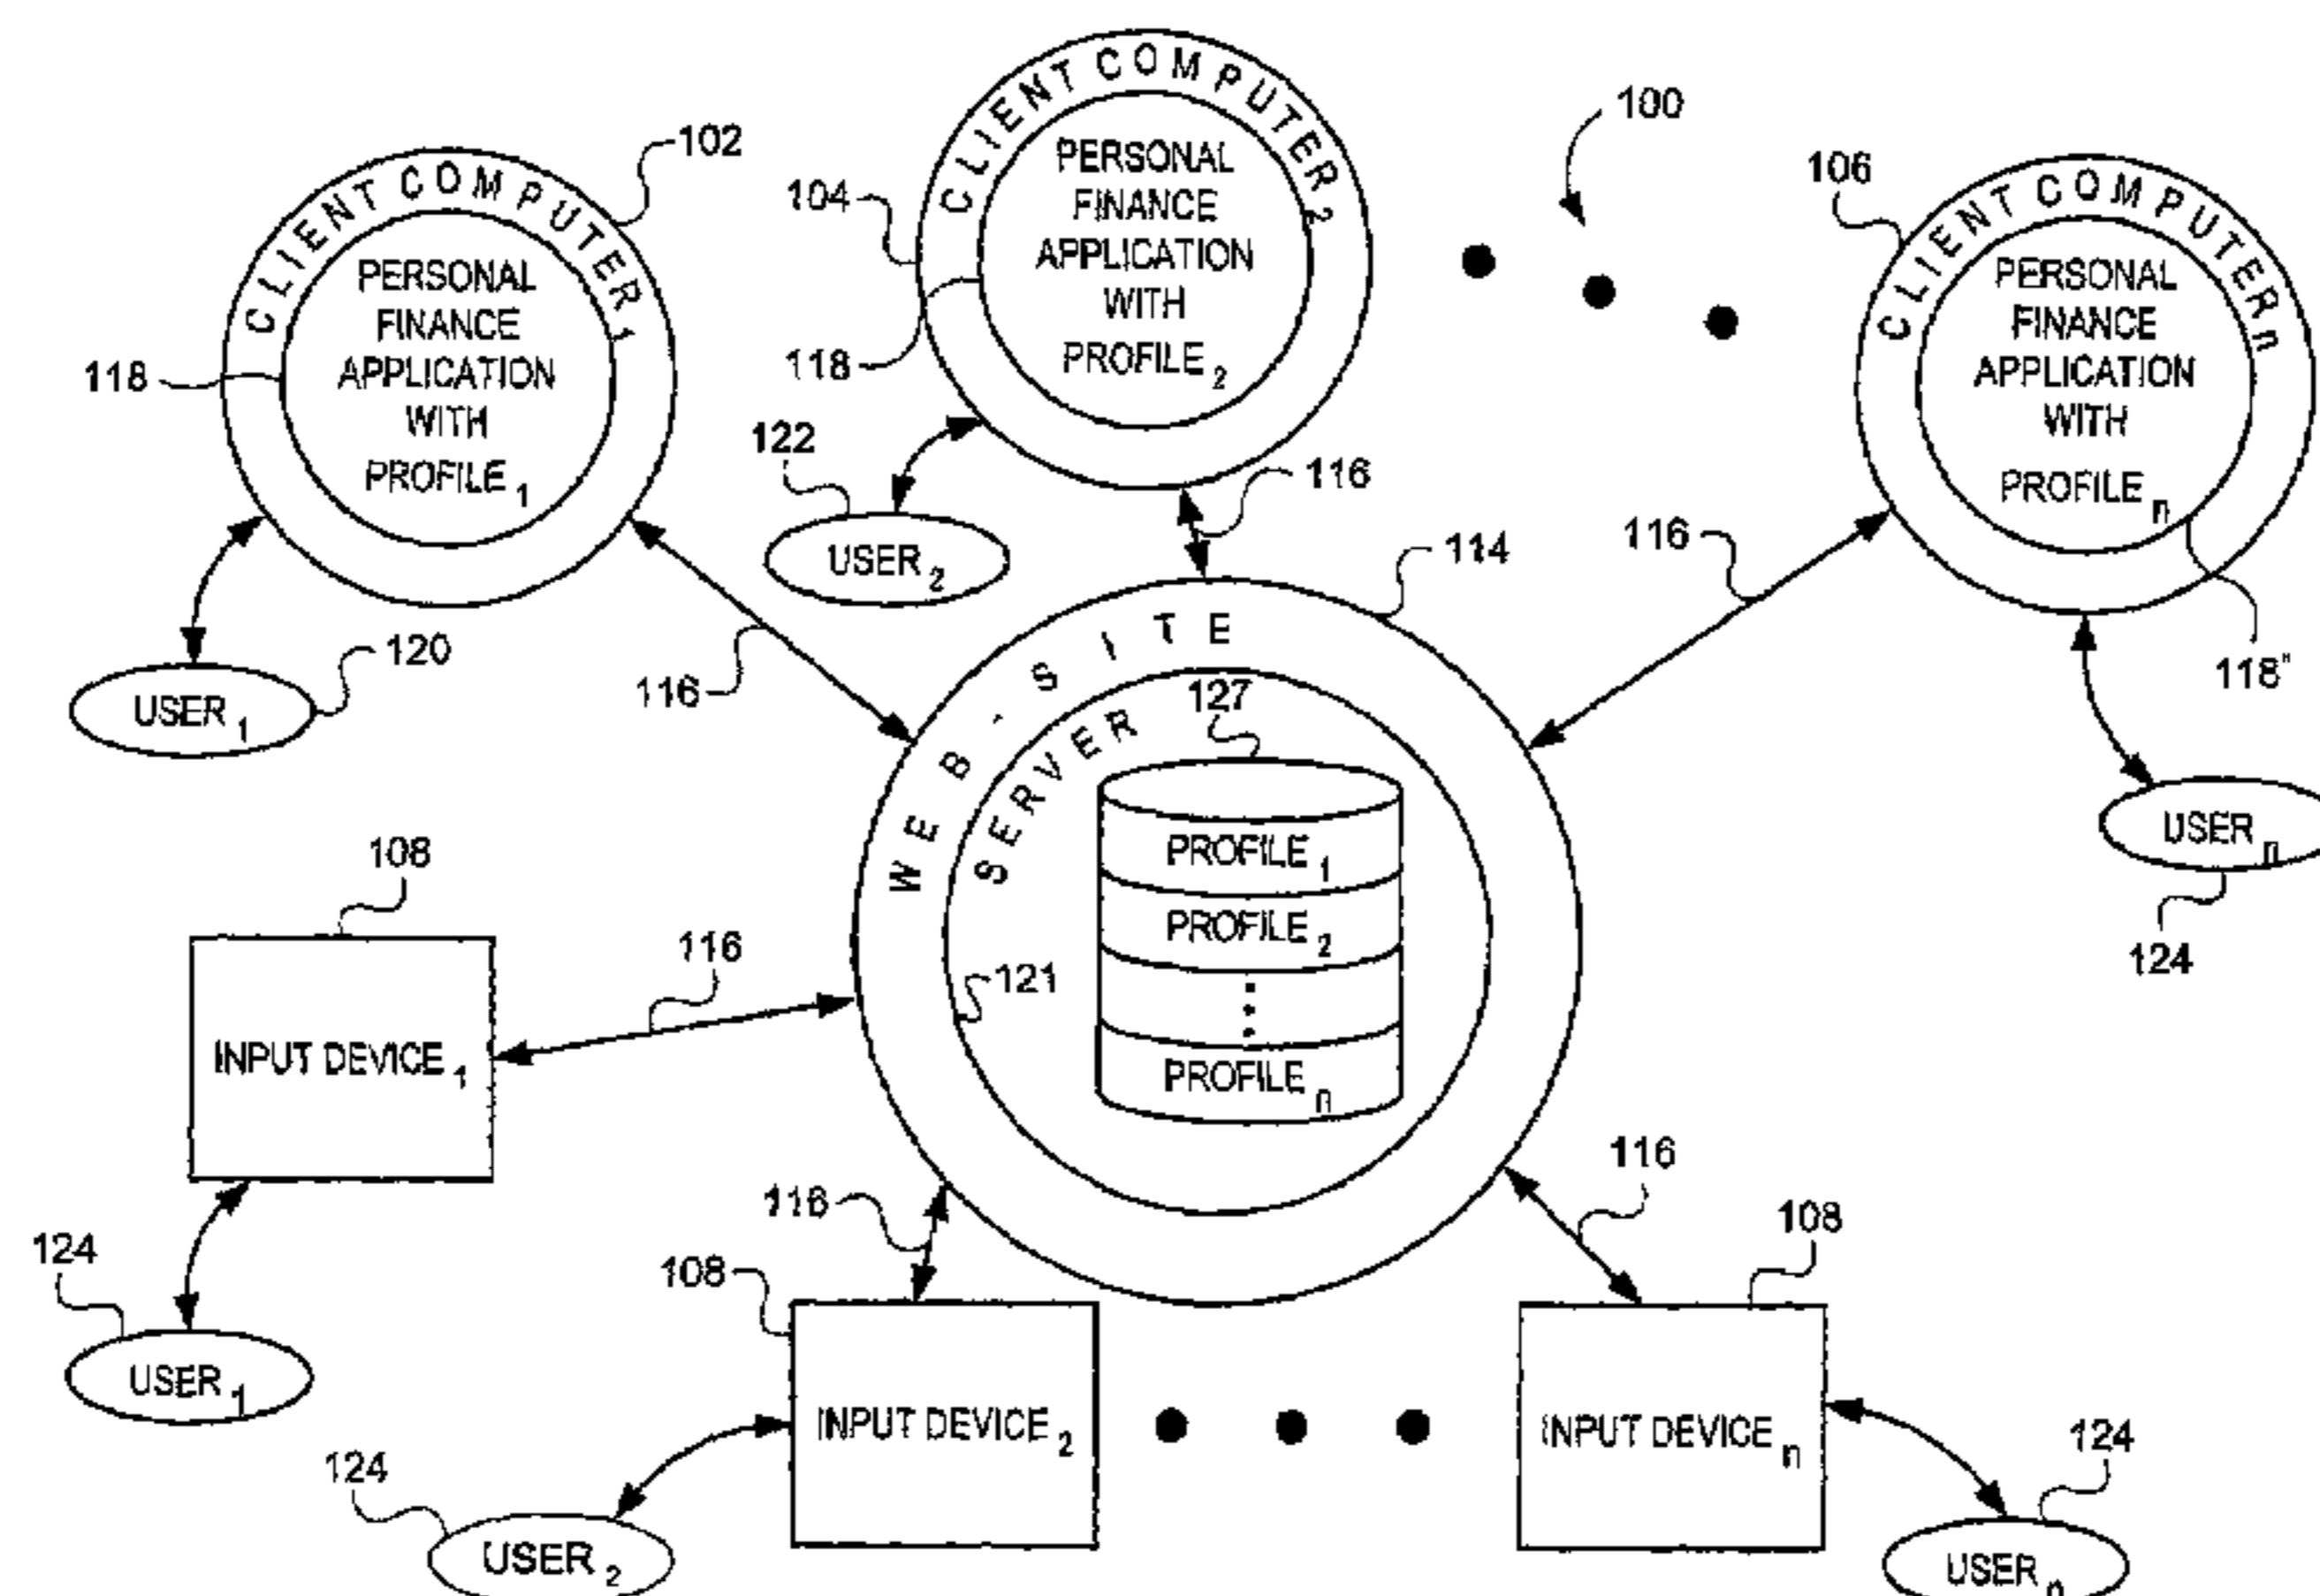 100
102
CLIENT COMPUTER 1
PERSONAL
FINANCE
APPLICATION
WITH
PROFILE 1
118
116
USER 1
120
104
CLIENT COMPUTER 2
PERSONAL
FINANCE
APPLICATION
WITH
PROFILE 2
118
122
USER 2
116
106
CLIENT COMPUTER n
PERSONAL
FINANCE
APPLICATION
WITH
PROFILE n
116
118"
USER n
124
114
WEB-SITE
SERVER
127
PROFILE 1
PROFILE 2
PROFILE n
121
108
INPUT DEVICE 1
116
124
USER 1
116
108
INPUT DEVICE 2
124
USER 2
116
108
INPUT DEVICE n
124
USER n